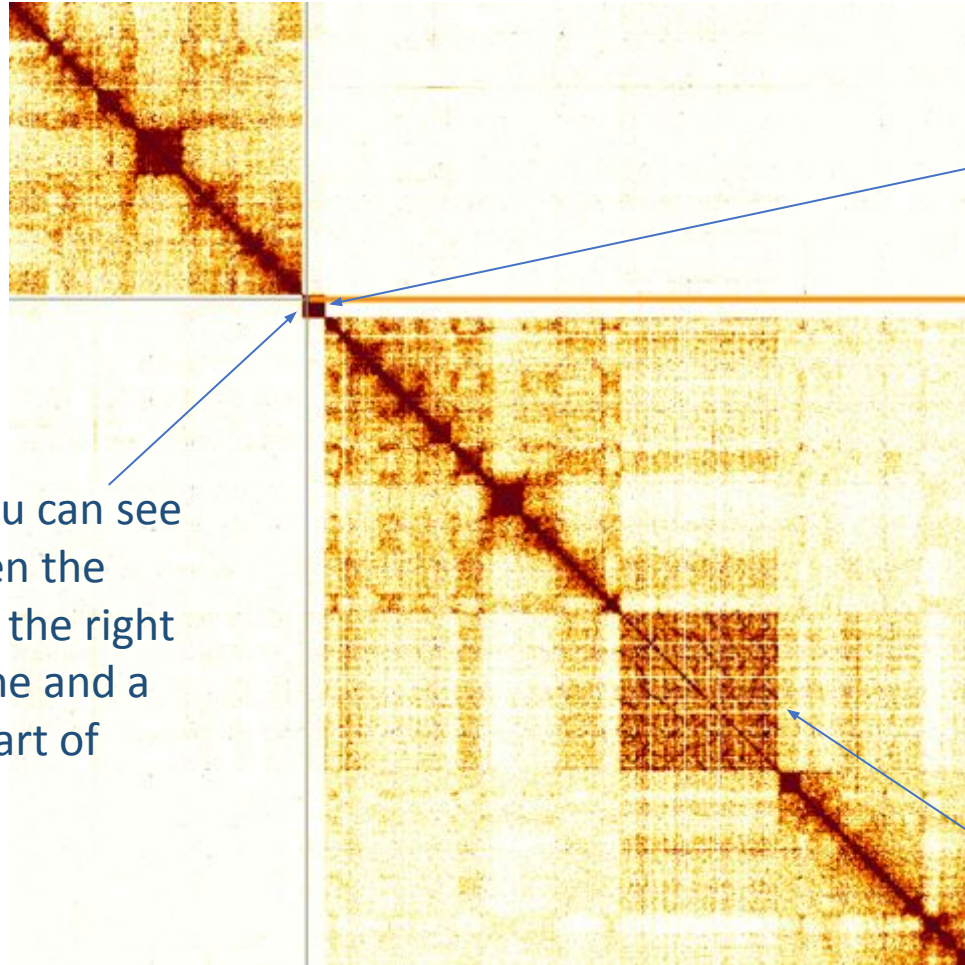 u can see
en the
the right
ne and a
art of